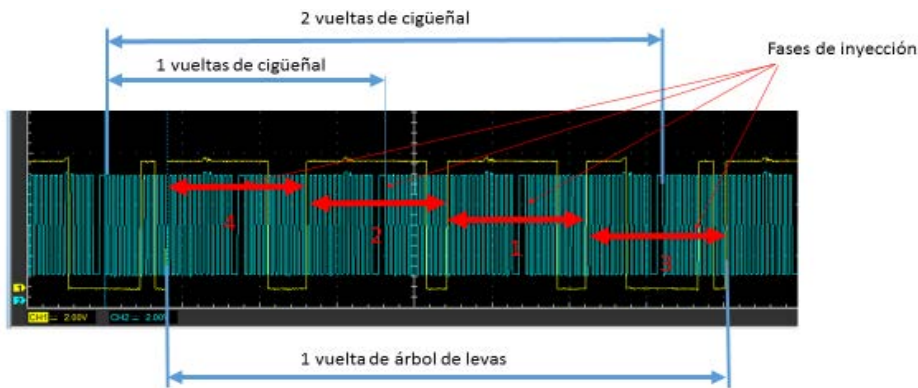 2 vueltas de cigüeñal
Fases de inyección
1 vueltas de cigüeñal
4
2
1
3
1
2
CH1 2.00V CH2 2.00V
1 vuelta de árbol de levas